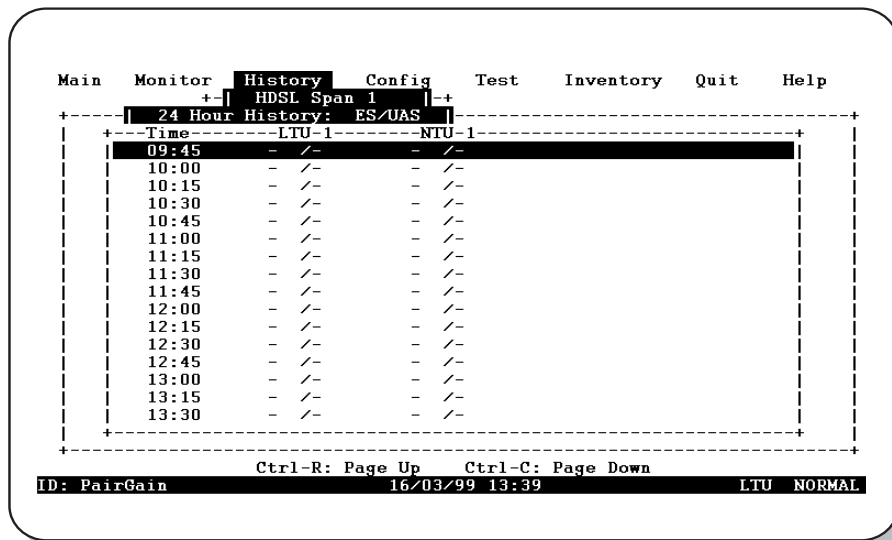 Main Monitor History Config Test Inventory Quit Help
HDSL Span 1
24 Hour History: ES/UAS
Time LTU-1 NTU-1
09:45 - /- - /-
10:00 - /- - /-
10:15 - /- - /-
10:30 - /- - /-
10:45 - /- - /-
11:00 - /- - /-
11:15 - /- - /-
11:30 - /- - /-
11:45 - /- - /-
12:00 - /- - /-
12:15 - /- - /-
12:30 - /- - /-
12:45 - /- - /-
13:00 - /- - /-
13:15 - /- - /-
13:30 - /- - /-
Ctrl-R: Page Up Ctrl-C: Page Down
ID: PairGain 16/03/99 13:39 LTU NORMAL